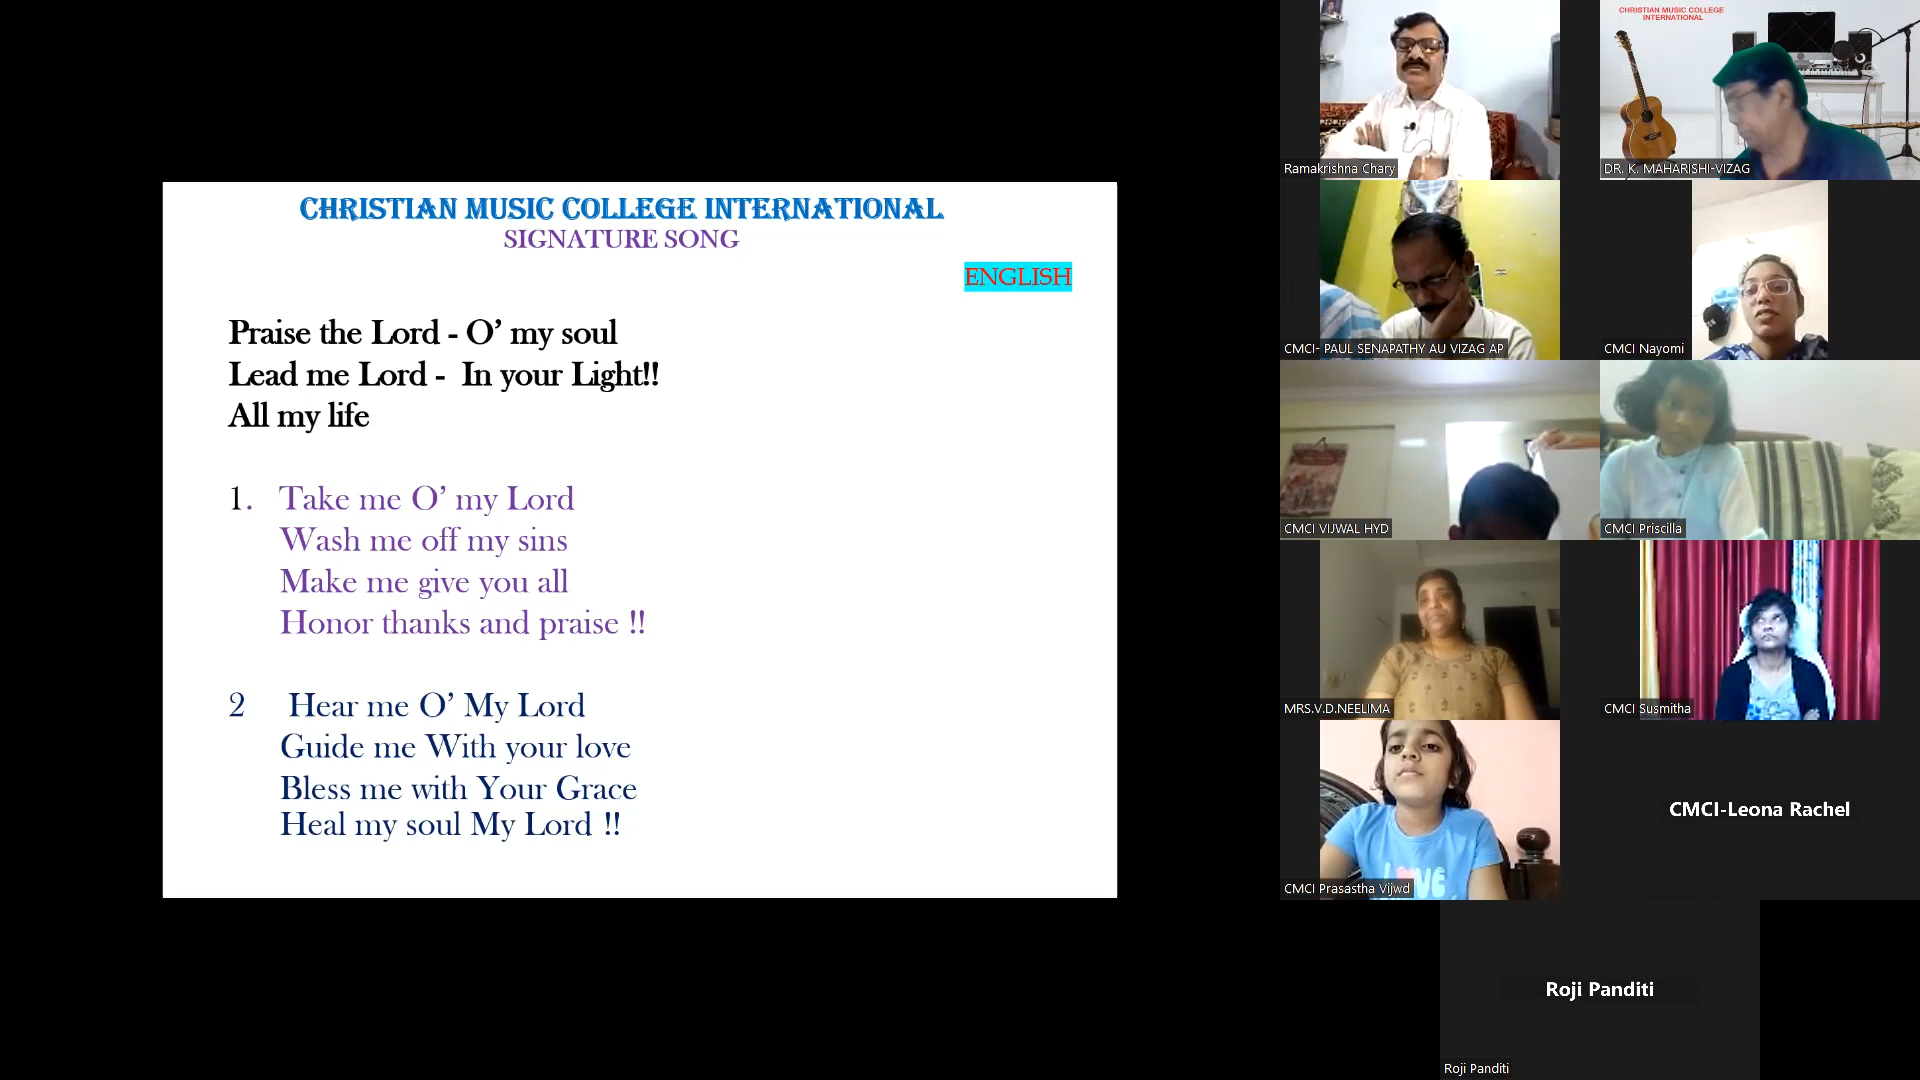 CHRISTIAN MUSIC COLLEGE INTERNATIONAL
SIGNATURE SONG
ENGLISH
Praise the Lord - O’ my soul
Lead me Lord - In your Light!!
All my life
1. Take me O’ my Lord
Wash me off my sins
Make me give you all
Honor thanks and praise !!
2 Hear me O’ My Lord
Guide me With your love
Bless me with Your Grace
Heal my soul My Lord !!
Ramakrishna Chary
CHRISTIAN MUSIC COLLEGE
INTERNATIONAL
DR. K. MAHARISHI-VIZAG
CMCI- PAUL SENAPATHY AU VIZAG AP
CMCI Nayomi
CMCI VIJWAL HYD
CMCI Priscilla
MRS.V.D.NEELIMA
CMCI Susmitha
CMCI Prasastha Vijwd
CMCI-Leona Rachel
Roji Panditi
Roji Panditi